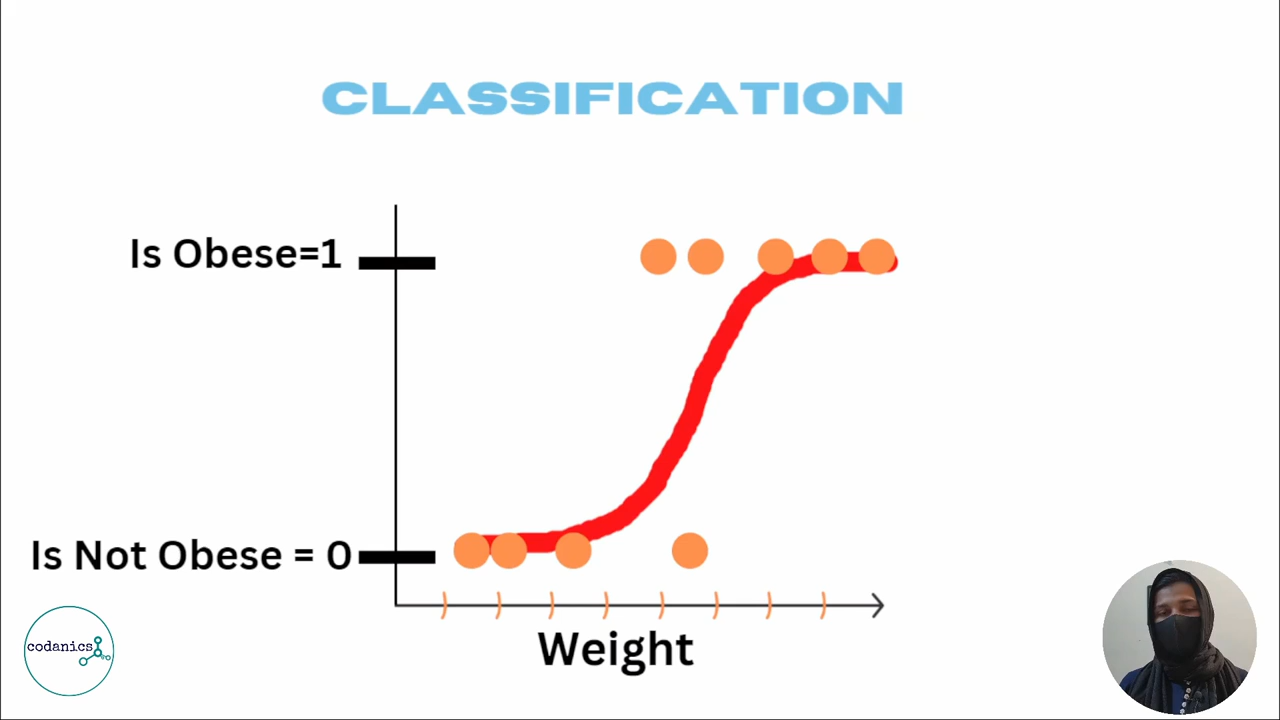 CLASSIFICATION
Is Obese=1
Is Not Obese = 0
Weight
codanics